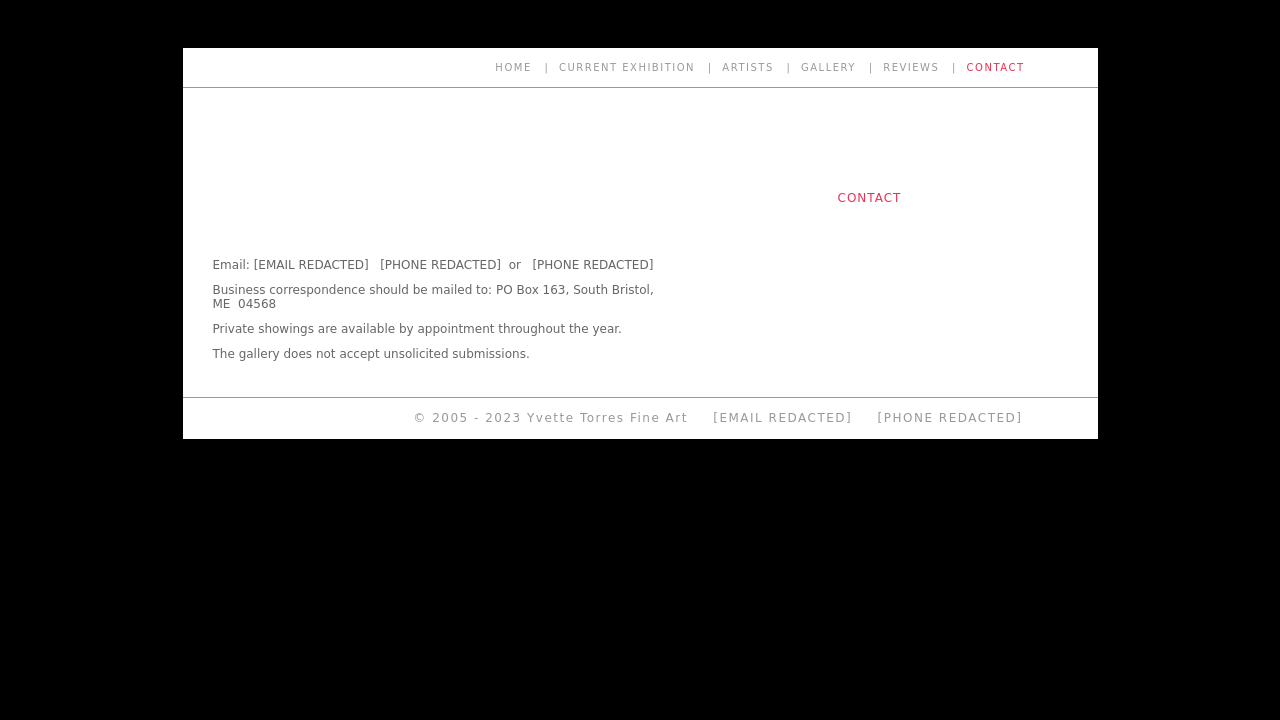 HOME | CURRENT EXHIBITION | ARTISTS | GALLERY | REVIEWS | CONTACT
CONTACT
Email: [EMAIL REDACTED] [PHONE REDACTED] or [PHONE REDACTED]
Business correspondence should be mailed to: PO Box 163, South Bristol,
ME 04568
Private showings are available by appointment throughout the year.
The gallery does not accept unsolicited submissions.
© 2005 - 2023 Yvette Torres Fine Art [EMAIL REDACTED] [PHONE REDACTED]